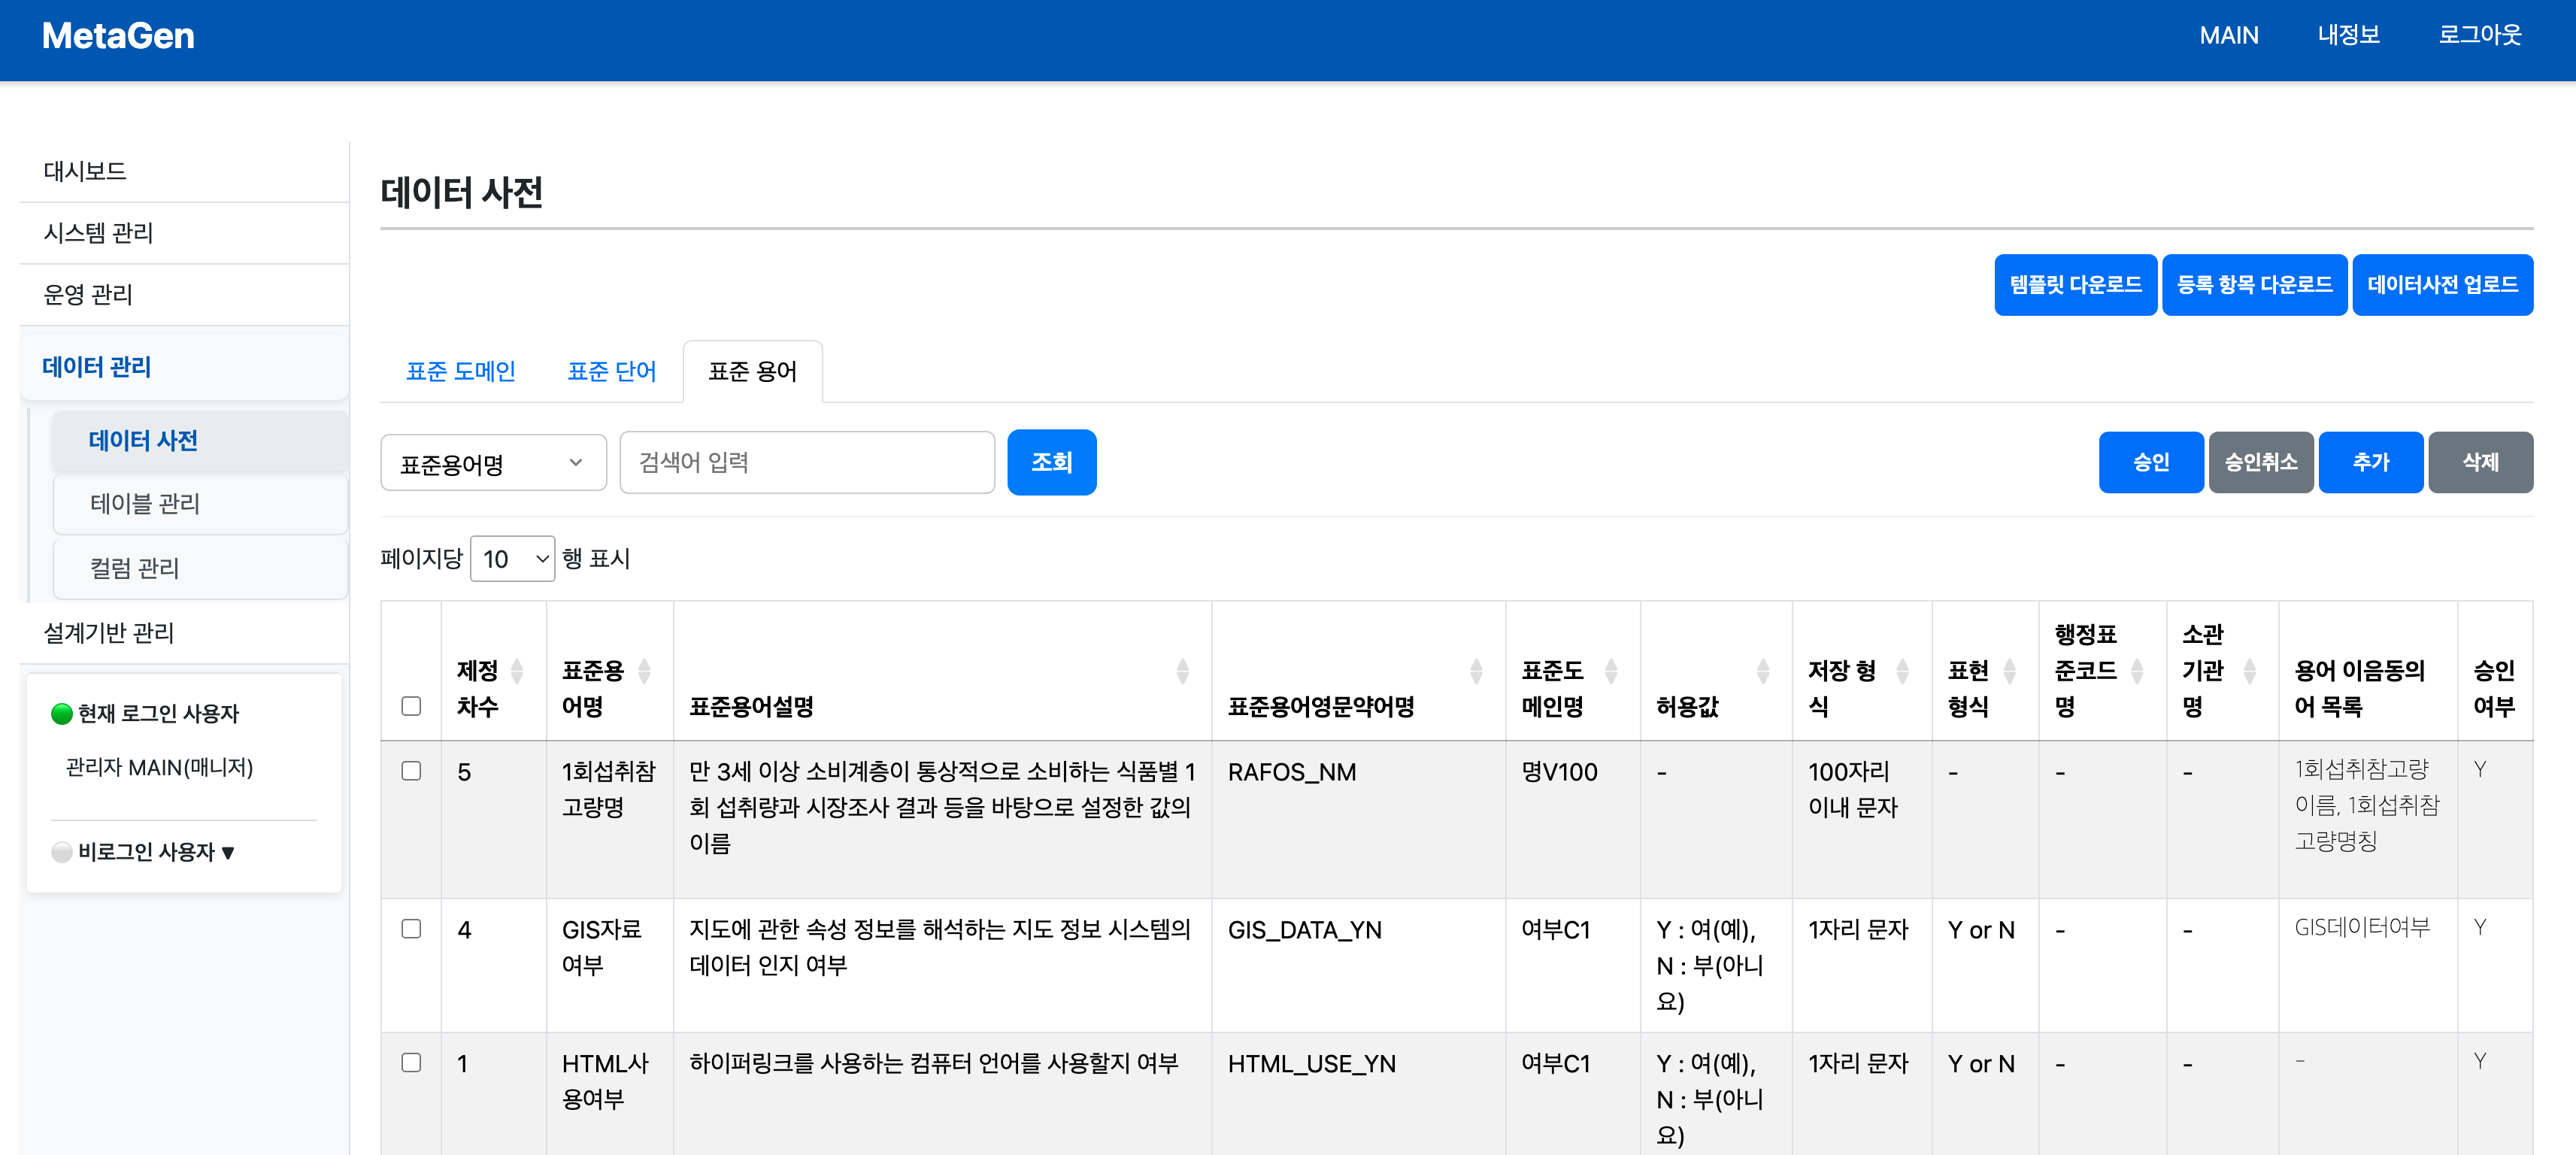 MetaGen
MAIN 내정보 로그아웃
대시보드
시스템 관리
운영 관리
데이터 관리
데이터 사전
테이블 관리
컬럼 관리
설계기반 관리
현재 로그인 사용자
관리자 MAIN(매니저)
비로그인 사용자 ▼
데이터 사전
템플릿 다운로드 등록 항목 다운로드 데이터사전 업로드
표준 도메인 표준 단어 표준 용어
표준용어명 검색어 입력 조회 승인 승인취소 추가 삭제
페이지당 10 행 표시
제정
차수
표준용
어명
표준용어설명
표준용어영문약어명
표준도
메인명
허용값
저장 형
식
표현
형식
행정표
준코드
명
소관
기관
명
용어 이음동의
어 목록
승인
여부
5
1회섭취참
고량명
만 3세 이상 소비계층이 통상적으로 소비하는 식품별 1
회 섭취량과 시장조사 결과 등을 바탕으로 설정한 값의
이름
RAFOS_NM
명V100
-
100자리
이내 문자
-
-
-
1회섭취참고량
이름, 1회섭취참
고량명칭
Y
4
GIS자료
여부
지도에 관한 속성 정보를 해석하는 지도 정보 시스템의
데이터 인지 여부
GIS_DATA_YN
여부C1
Y : 여(예),
N : 부(아니
요)
1자리 문자
Y or N
-
-
GIS데이터여부
Y
1
HTML사
용여부
하이퍼링크를 사용하는 컴퓨터 언어를 사용할지 여부
HTML_USE_YN
여부C1
Y : 여(예),
N : 부(아니
요)
1자리 문자
Y or N
-
-
-
Y